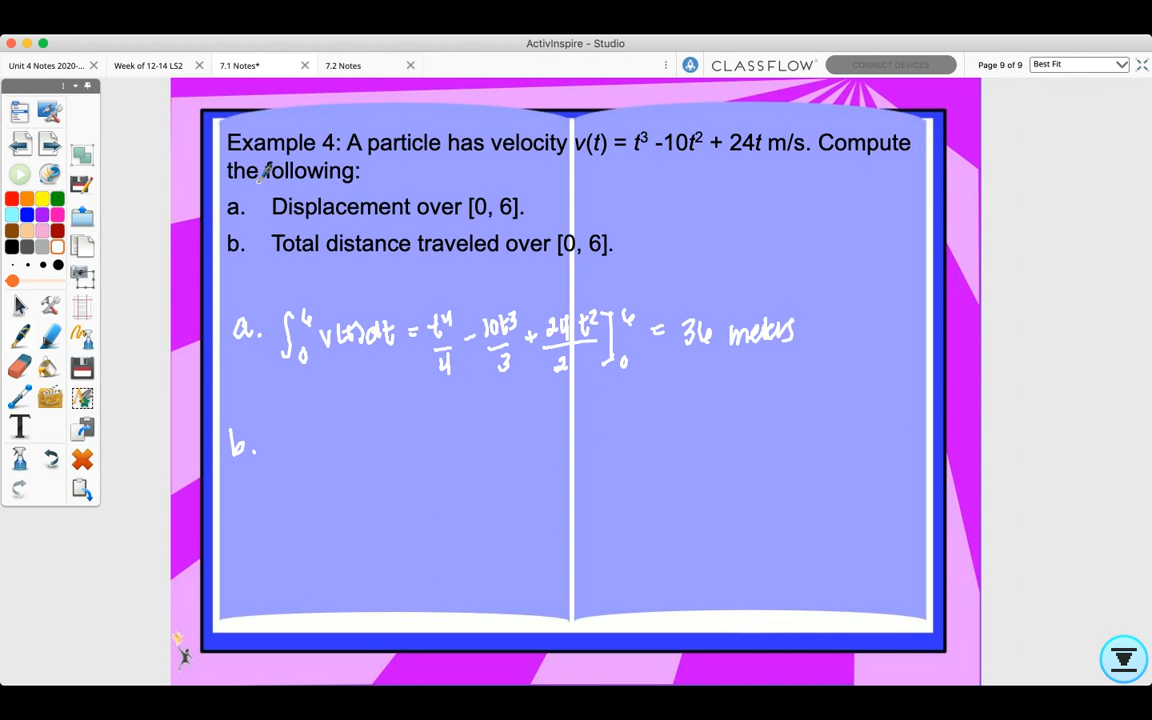 ActivInspire - Studio
Unit 4 Notes 2020-... Week of 12-14 LS2 7.1 Notes* 7.2 Notes CLASSFLOW CONNECT DEVICES Page 9 of 9 Best Fit
Example 4: A particle has velocity v(t) = t³ -10t² + 24t m/s. Compute
the following:
a. Displacement over [0, 6].
b. Total distance traveled over [0, 6].
a. ∫₀⁶ v(t)dt = t⁴/4 - 10t³/3 + 24t²/2 ]₀⁶ = 36 meters
b.
T